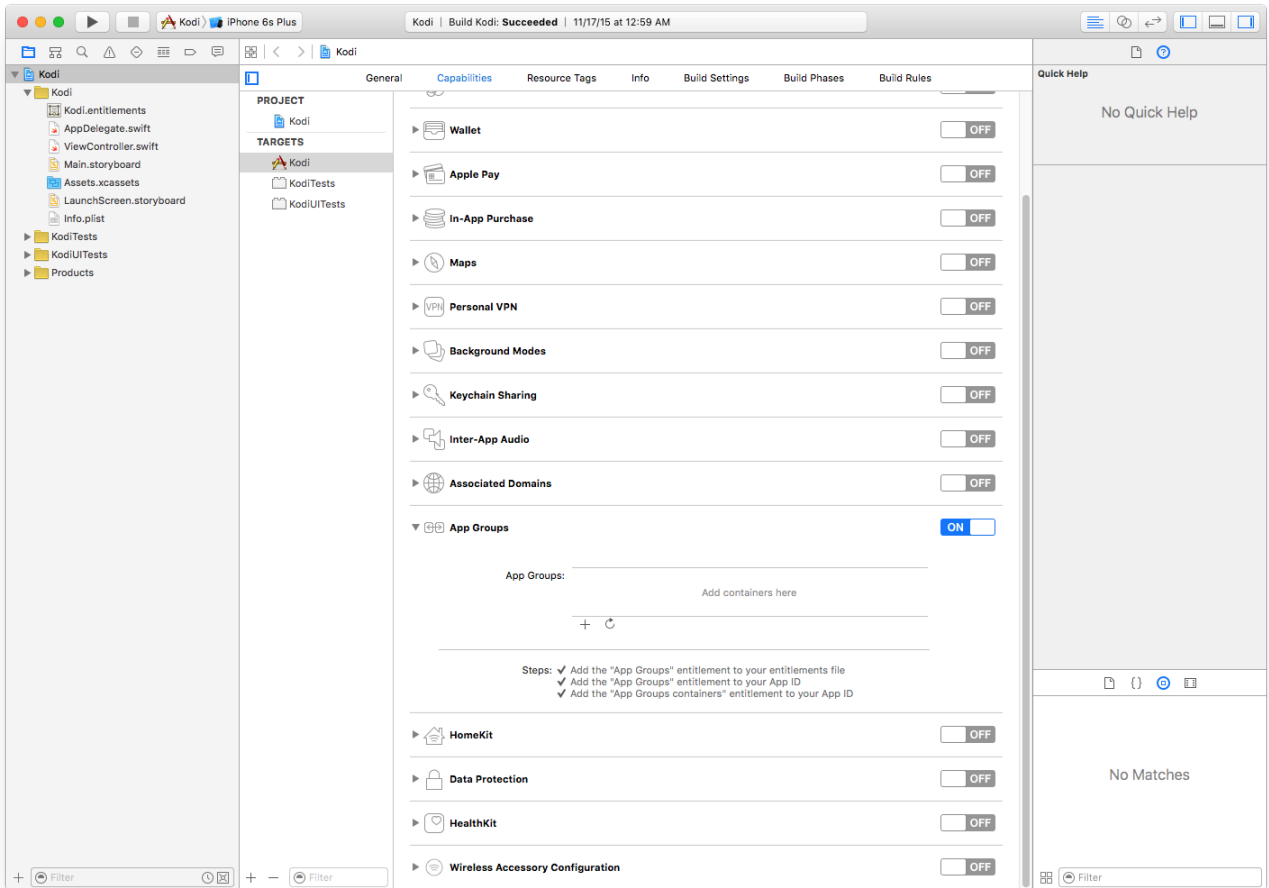 Kodi
iPhone 6s Plus
Kodi | Build Kodi: Succeeded | 11/17/15 at 12:59 AM
Kodi
Kodi
Kodi
Kodi.entitlements
AppDelegate.swift
ViewController.swift
Main.storyboard
Assets.xcassets
LaunchScreen.storyboard
Info.plist
KodiTests
KodiUITests
Products
Filter
General
Capabilities
Resource Tags
Info
Build Settings
Build Phases
Build Rules
PROJECT
Kodi
TARGETS
Kodi
KodiTests
KodiUITests
Filter
Wallet
OFF
Apple Pay
OFF
In-App Purchase
OFF
Maps
OFF
VPN
Personal VPN
OFF
Background Modes
OFF
Keychain Sharing
OFF
Inter-App Audio
OFF
Associated Domains
OFF
App Groups
ON
App Groups:
Add containers here
Steps: ✔ Add the "App Groups" entitlement to your entitlements file
✔ Add the "App Groups" entitlement to your App ID
✔ Add the "App Groups containers" entitlement to your App ID
HomeKit
OFF
Data Protection
OFF
HealthKit
OFF
Wireless Accessory Configuration
OFF
Quick Help
No Quick Help
No Matches
Filter